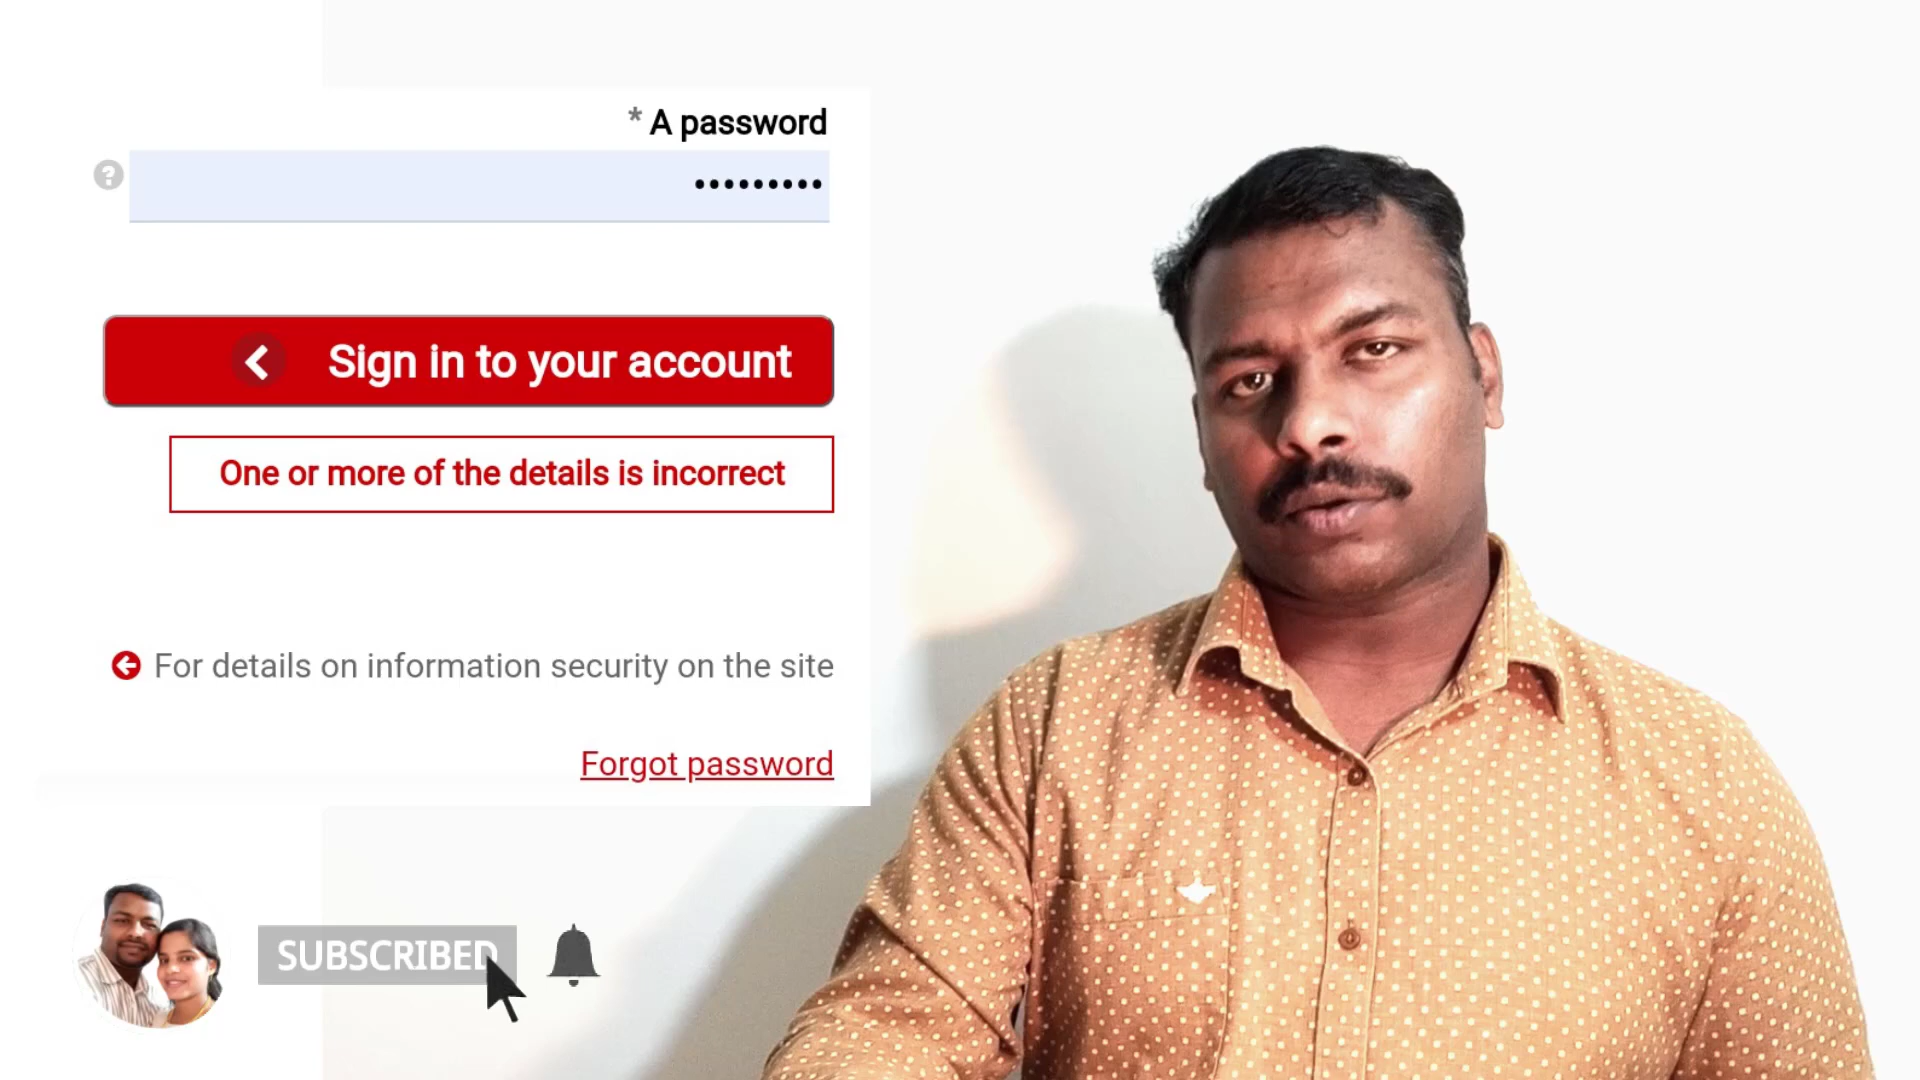 * A password
•••••••••
Sign in to your account
One or more of the details is incorrect
For details on information security on the site
Forgot password
SUBSCRIBED